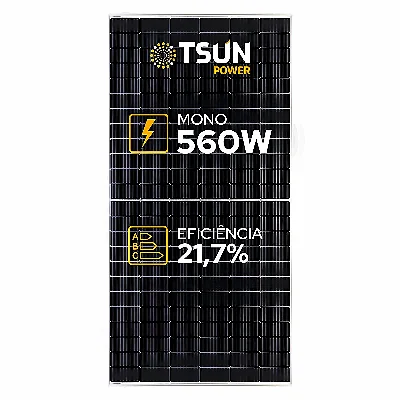 TSUN
POWER
MONO
560W
A
B
C
EFICIÊNCIA
21,7%